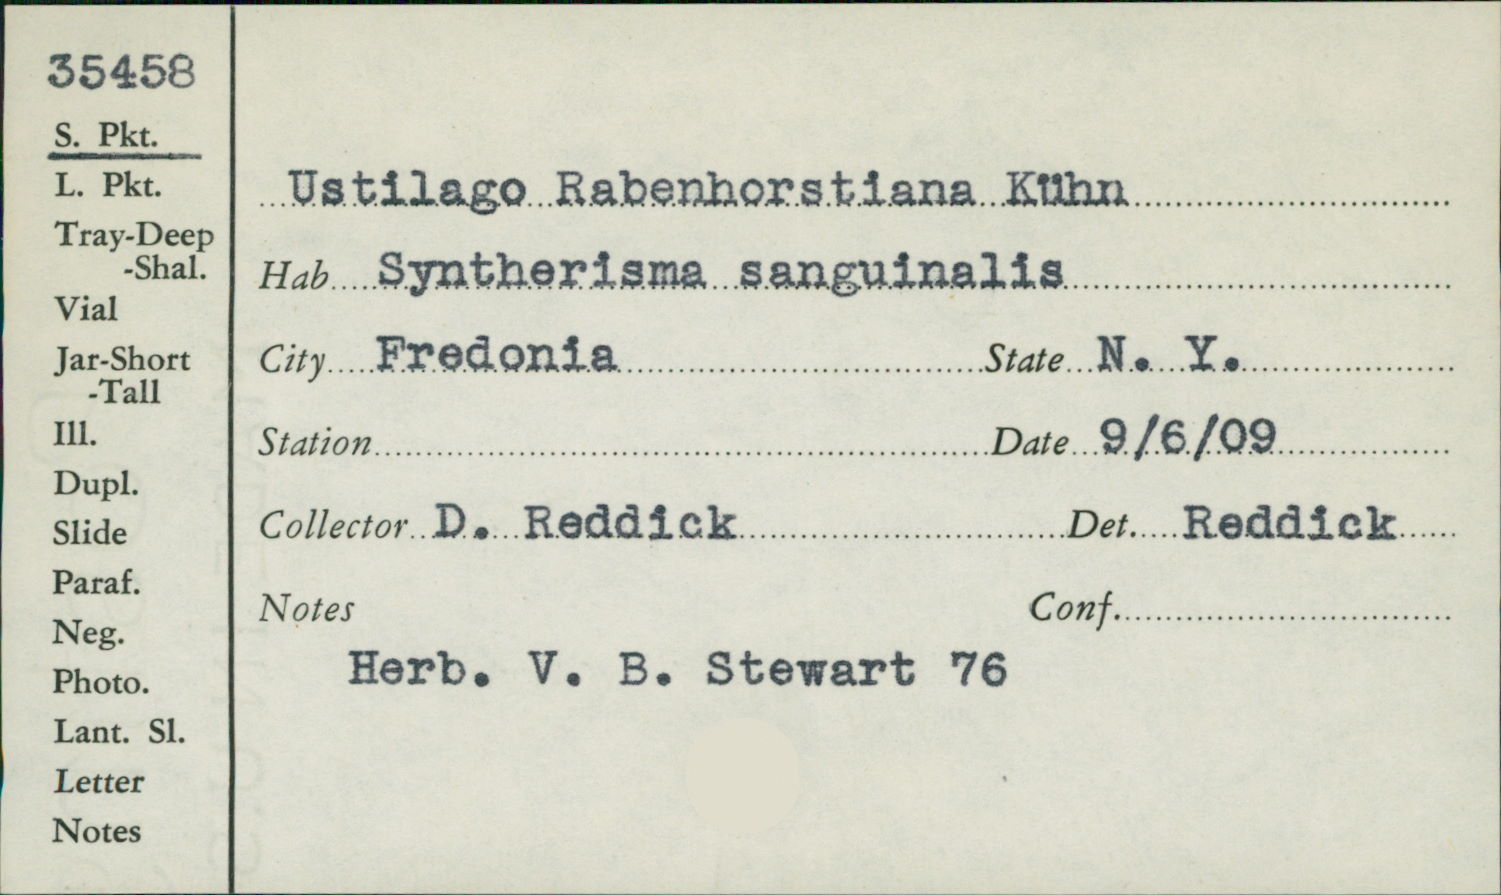 35458
S. Pkt.
L. Pkt.
Tray-Deep
-Shal.
Vial
Jar-Short
-Tall
Ill.
Dupl.
Slide
Paraf.
Neg.
Photo.
Lant. Sl.
Letter
Notes
Ustilago Rabenhorstiana Kühn
Hab Syntherisma sanguinalis
City Fredonia State N. Y.
Station Date 9/6/09
Collector D. Reddick Det. Reddick
Notes Conf.
Herb. V. B. Stewart 76